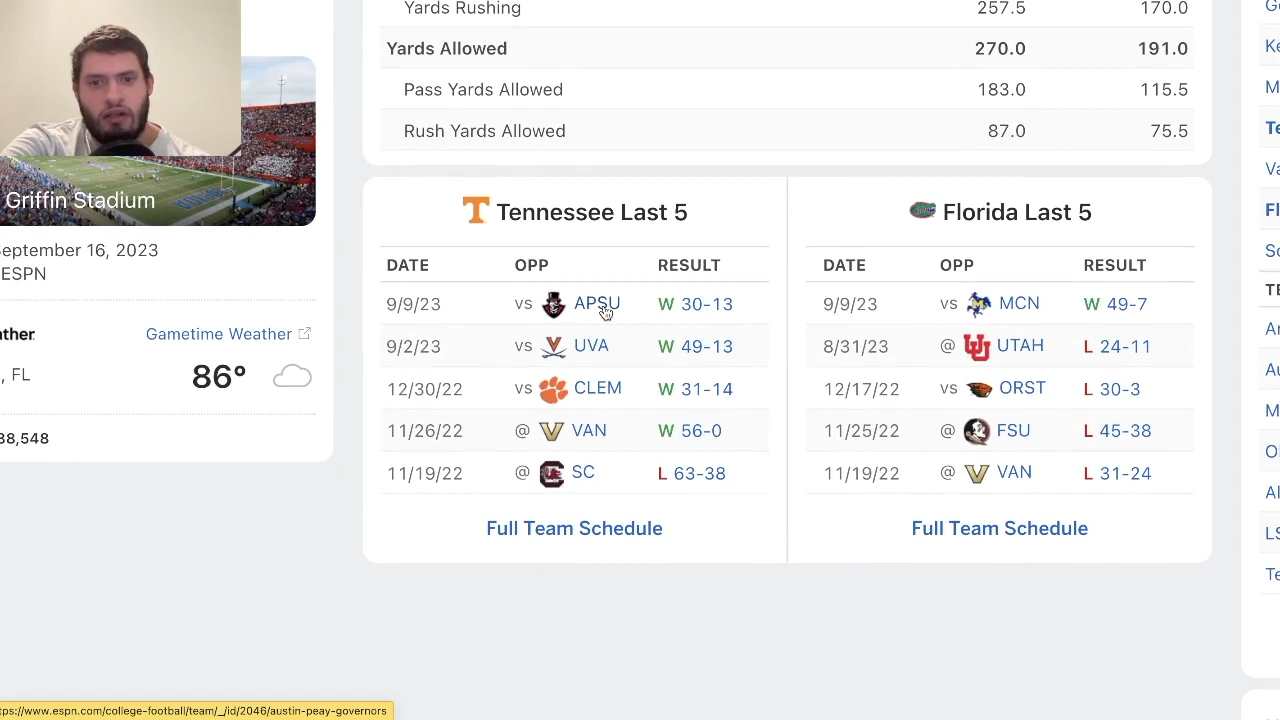 Yards Rushing 257.5 170.0
Yards Allowed 270.0 191.0
Pass Yards Allowed 183.0 115.5
Rush Yards Allowed 87.0 75.5
Griffin Stadium
September 16, 2023
ESPN
Gametime Weather
, FL 86°
88,548
Tennessee Last 5
DATE OPP RESULT
9/9/23 vs APSU W 30-13
9/2/23 vs UVA W 49-13
12/30/22 vs CLEM W 31-14
11/26/22 @ VAN W 56-0
11/19/22 @ SC L 63-38
Full Team Schedule
Florida Last 5
DATE OPP RESULT
9/9/23 vs MCN W 49-7
8/31/23 @ UTAH L 24-11
12/17/22 vs ORST L 30-3
11/25/22 @ FSU L 45-38
11/19/22 @ VAN L 31-24
Full Team Schedule
tps://www.espn.com/college-football/team/_/id/2046/austin-peay-governors